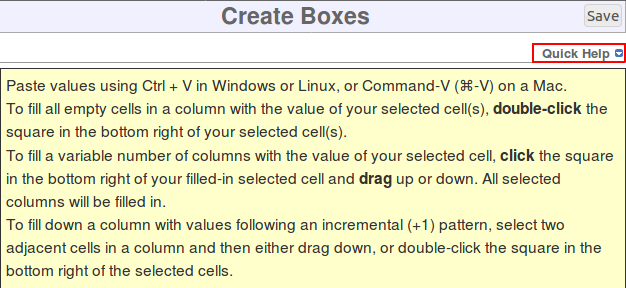 Create Boxes
Save
Quick Help
Paste values using Ctrl + V in Windows or Linux, or Command-V (⌘-V) on a Mac.
To fill all empty cells in a column with the value of your selected cell(s), double-click the
square in the bottom right of your selected cell(s).
To fill a variable number of columns with the value of your selected cell, click the square
in the bottom right of your filled-in selected cell and drag up or down. All selected
columns will be filled in.
To fill down a column with values following an incremental (+1) pattern, select two
adjacent cells in a column and then either drag down, or double-click the square in the
bottom right of the selected cells.